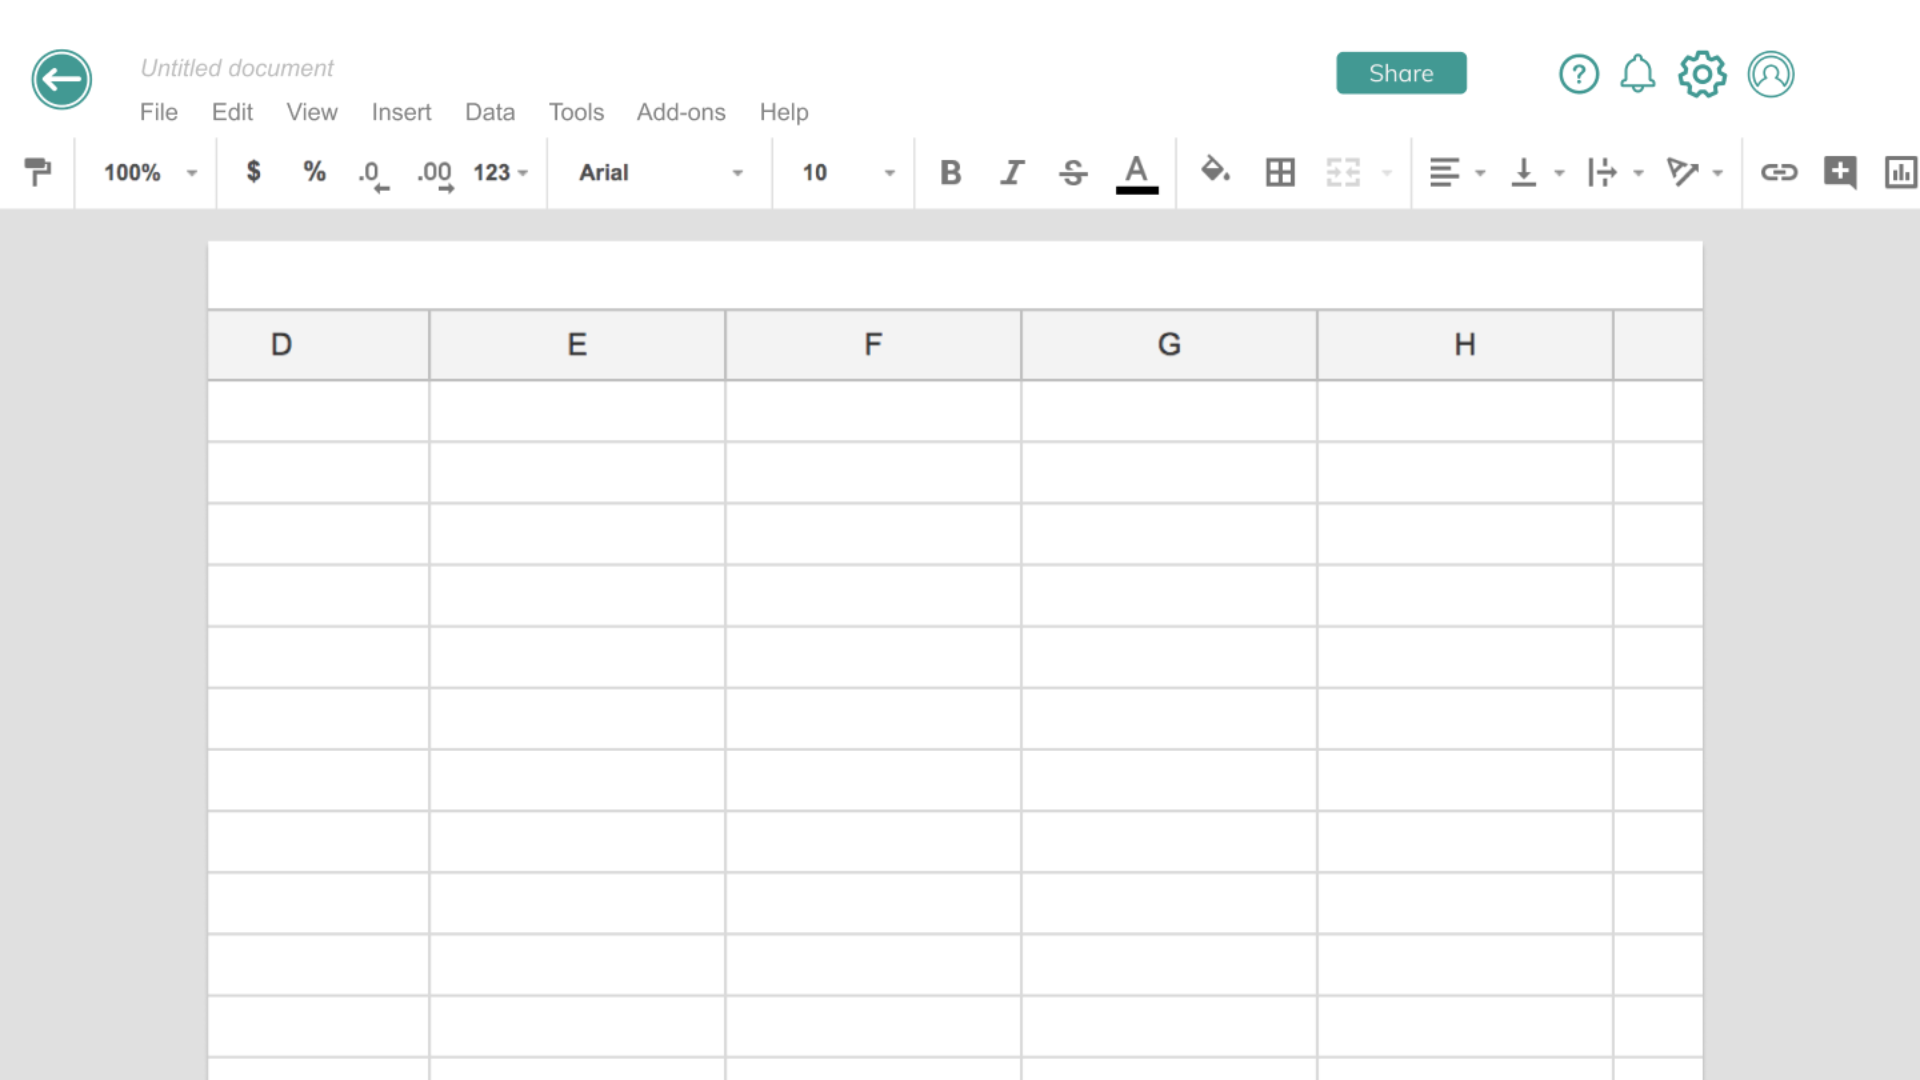 Untitled document
Share
?
File Edit View Insert Data Tools Add-ons Help
100% $ % .0 .00 123 Arial 10 B I S A
D E F G H